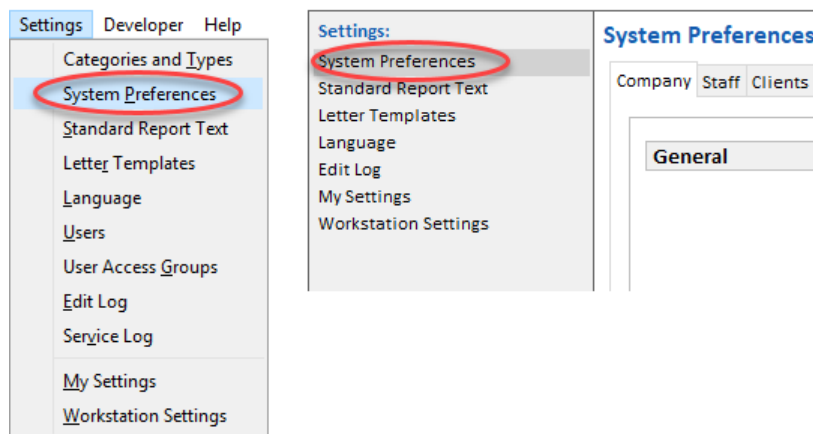 Settings Developer Help
Categories and Types
System Preferences
Standard Report Text
Letter Templates
Language
Users
User Access Groups
Edit Log
Service Log
My Settings
Workstation Settings
Settings:
System Preferences
Standard Report Text
Letter Templates
Language
Edit Log
My Settings
Workstation Settings
System Preferences
Company Staff Clients
General